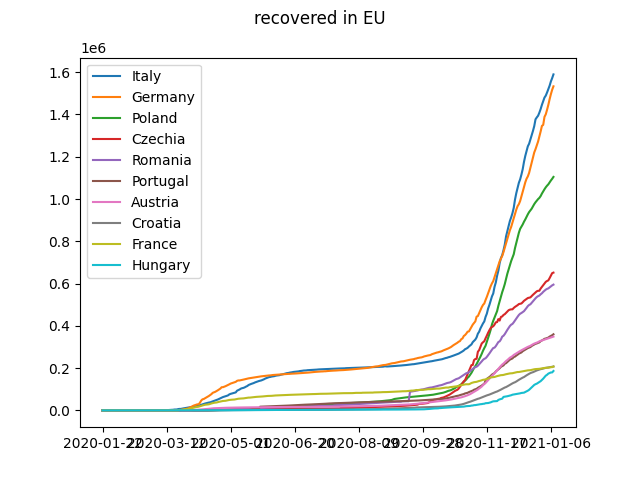 recovered in EU
1e6
1.6
1.4
1.2
1.0
0.8
0.6
0.4
0.2
0.0
Italy
Germany
Poland
Czechia
Romania
Portugal
Austria
Croatia
France
Hungary
2020-01-22 2020-03-12 2020-05-01 2020-06-20 2020-08-09 2020-09-28 2020-11-17 2021-01-06